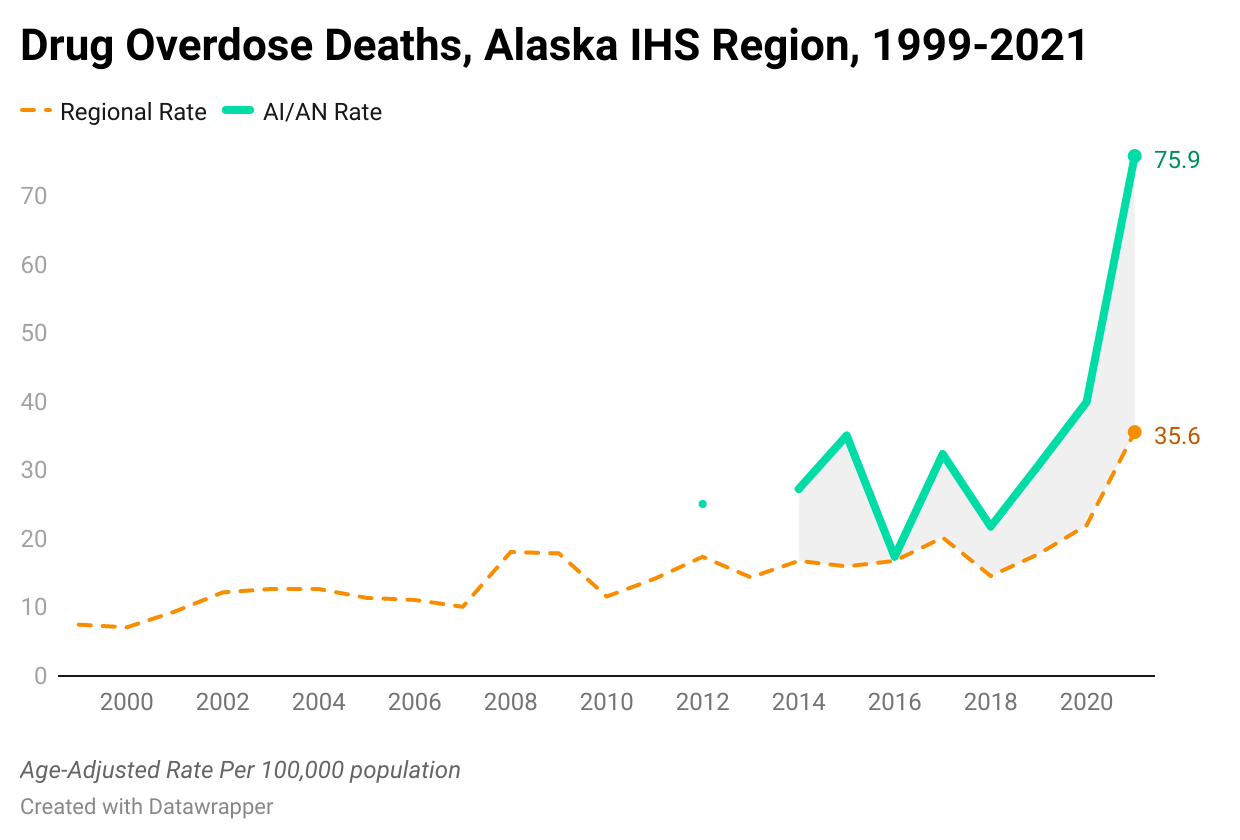 Drug Overdose Deaths, Alaska IHS Region, 1999-2021
Regional Rate AI/AN Rate
75.9
70
60
50
40
35.6
30
20
10
0
2000 2002 2004 2006 2008 2010 2012 2014 2016 2018 2020
Age-Adjusted Rate Per 100,000 population
Created with Datawrapper